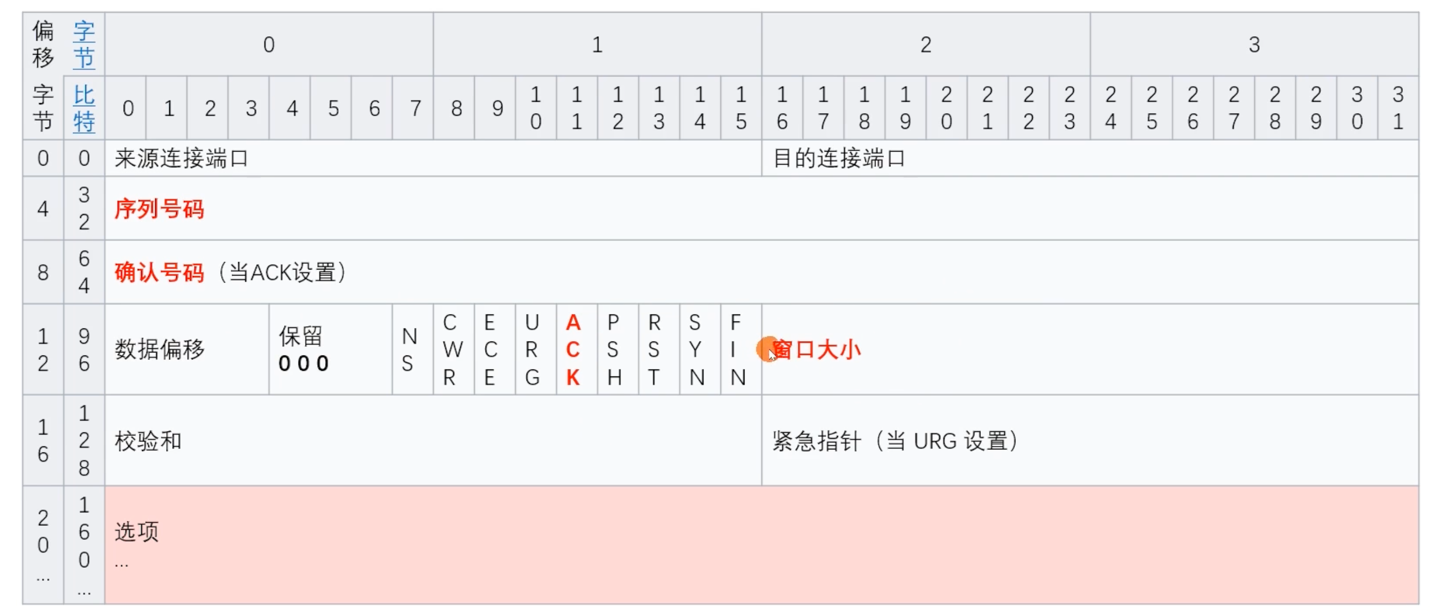 偏移 字节 0 1 2 3
字节 比特 0 1 2 3 4 5 6 7 8 9 10 11 12 13 14 15 16 17 18 19 20 21 22 23 24 25 26 27 28 29 30 31
0 0 来源连接端口 目的连接端口
4 32 序列号码
8 64 确认号码（当ACK设置）
12 96 数据偏移 保留 000 NS CWR ECE URG ACK PSH RST SYN FIN 窗口大小
16 128 校验和 紧急指针（当 URG 设置）
20 160 选项
... ... ...